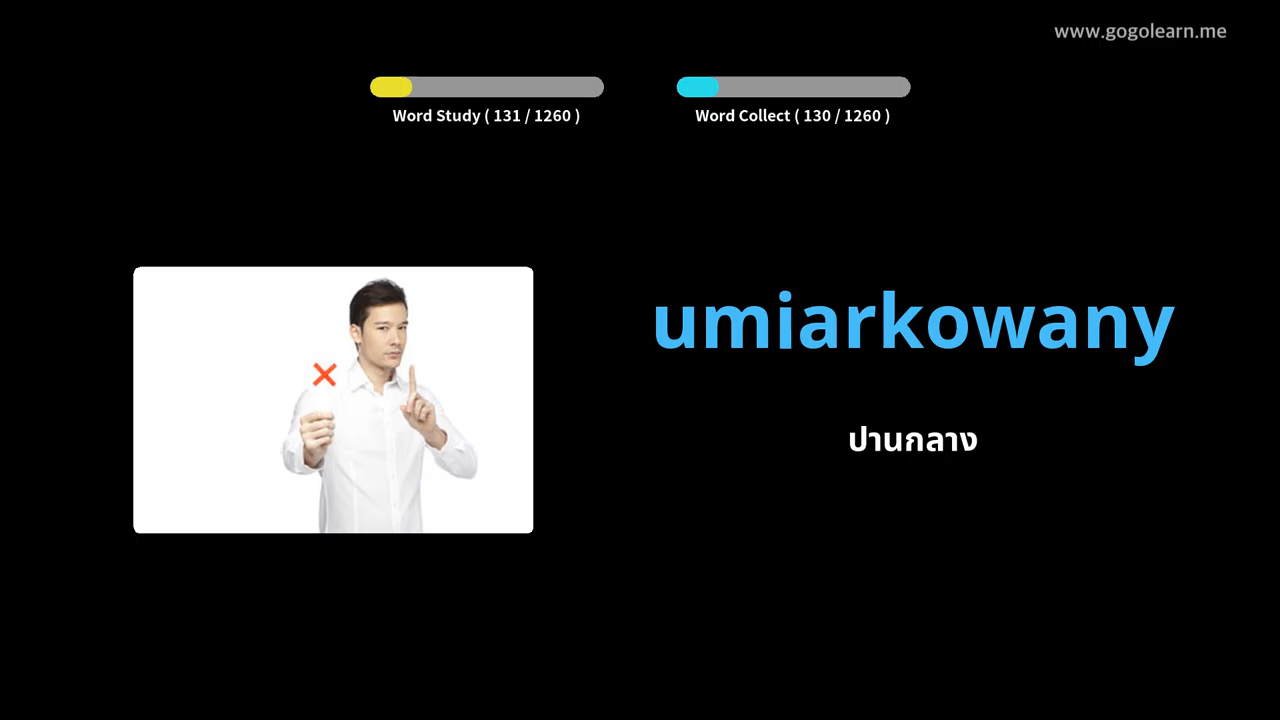 www.gogolearn.me
Word Study ( 131 / 1260 )
Word Collect ( 130 / 1260 )
umiarkowany
ปานกลาง